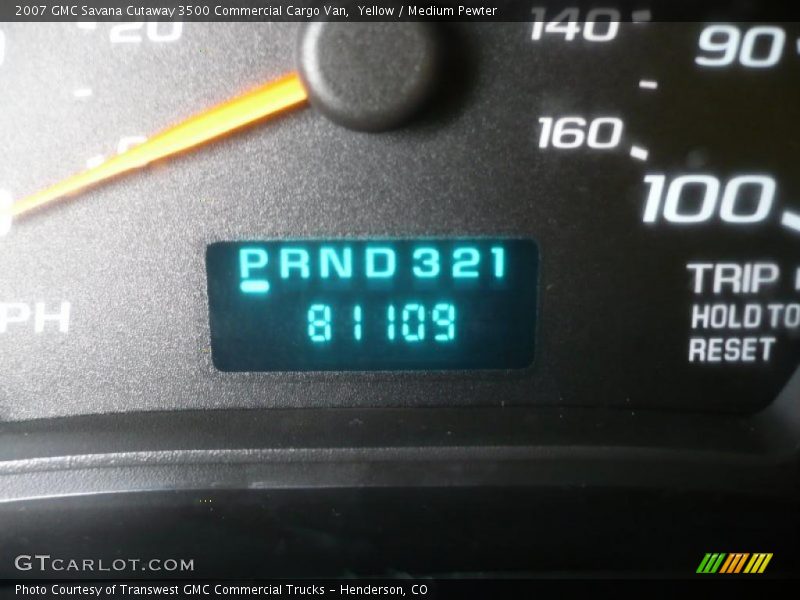 2007 GMC Savana Cutaway 3500 Commercial Cargo Van, Yellow / Medium Pewter
20
140
90
160
100
PRND321
81109
TRIP
HOLD TO
RESET
PH
GTCARLOT.COM
Photo Courtesy of Transwest GMC Commercial Trucks – Henderson, CO